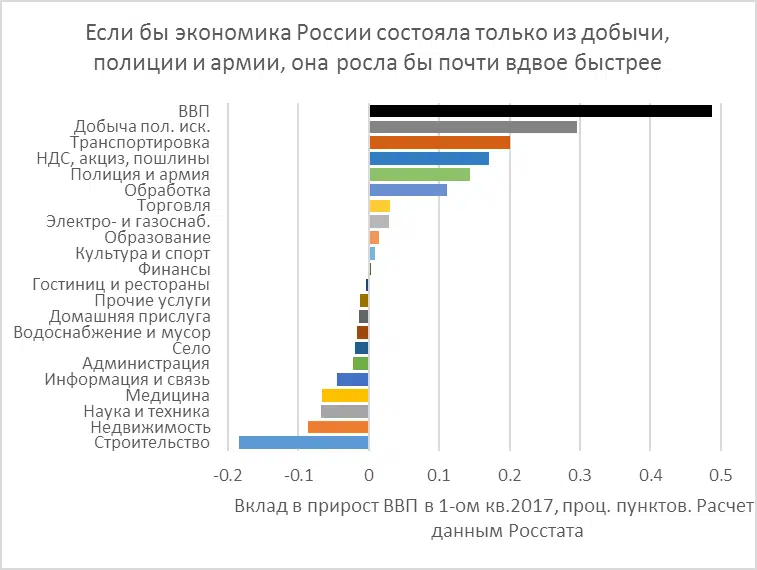 Если бы экономика России состояла только из добычи,
полиции и армии, она росла бы почти вдвое быстрее
ВВП
Добыча пол. иск.
Транспортировка
НДС, акциз, пошлины
Полиция и армия
Обработка
Торговля
Электро- и газоснаб.
Образование
Культура и спорт
Финансы
Гостиниц и рестораны
Прочие услуги
Домашняя прислуга
Водоснабжение и мусор
Село
Администрация
Информация и связь
Медицина
Наука и техника
Недвижимость
Строительство
-0.2 -0.1 0 0.1 0.2 0.3 0.4 0.5
Вклад в прирост ВВП в 1-ом кв.2017, проц. пунктов. Расчет
данным Росстата